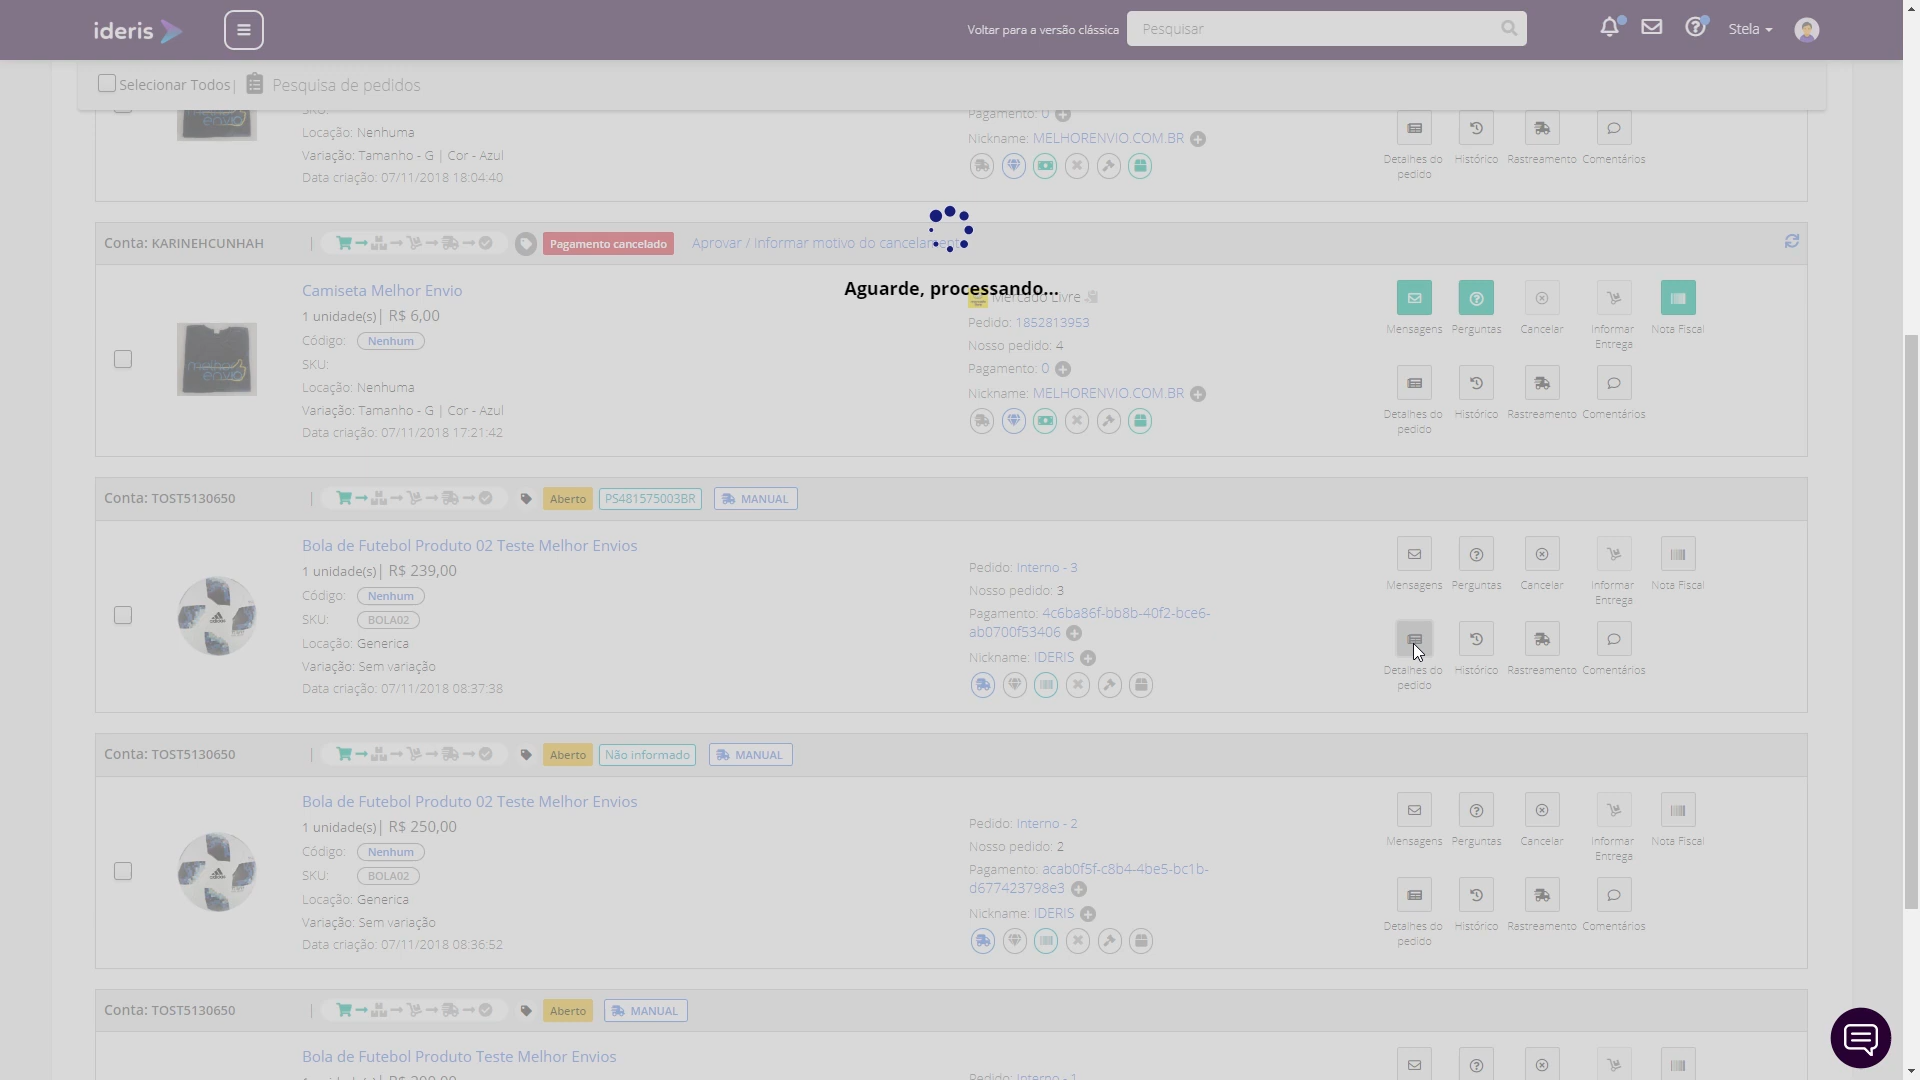 ideris
Voltar para a versão clássica
Pesquisar
Stela
Selecionar Todos| Pesquisa de pedidos
SKU:
Locação: Nenhuma
Variação: Tamanho - G | Cor - Azul
Data criação: 07/11/2018 18:04:40
Pagamento: 0
Nickname: MELHORENVIO.COM.BR
Detalhes do pedido
Histórico
Rastreamento
Comentários
Conta: KARINEHCUNHAH | Pagamento cancelado Aprovar / Informar motivo do cancelamento
Aguarde, processando...
Camiseta Melhor Envio
1 unidade(s)| R$ 6,00
Código: Nenhum
SKU:
Locação: Nenhuma
Variação: Tamanho - G | Cor - Azul
Data criação: 07/11/2018 17:21:42
Mercado Livre
Pedido: 1852813953
Nosso pedido: 4
Pagamento: 0
Nickname: MELHORENVIO.COM.BR
Mensagens
Perguntas
Cancelar
Informar Entrega
Nota Fiscal
Detalhes do pedido
Histórico
Rastreamento
Comentários
Conta: TOST5130650 | Aberto PS481575003BR MANUAL
Bola de Futebol Produto 02 Teste Melhor Envios
1 unidade(s)| R$ 239,00
Código: Nenhum
SKU: BOLA02
Locação: Generica
Variação: Sem variação
Data criação: 07/11/2018 08:37:38
Pedido: Interno - 3
Nosso pedido: 3
Pagamento: 4c6ba86f-bb8b-40f2-bce6-
ab0700f53406
Nickname: IDERIS
Mensagens
Perguntas
Cancelar
Informar Entrega
Nota Fiscal
Detalhes do pedido
Histórico
Rastreamento
Comentários
Conta: TOST5130650 | Aberto Não informado MANUAL
Bola de Futebol Produto 02 Teste Melhor Envios
1 unidade(s)| R$ 250,00
Código: Nenhum
SKU: BOLA02
Locação: Generica
Variação: Sem variação
Data criação: 07/11/2018 08:36:52
Pedido: Interno - 2
Nosso pedido: 2
Pagamento: acab0f5f-c8b4-4be5-bc1b-
d677423798e3
Nickname: IDERIS
Mensagens
Perguntas
Cancelar
Informar Entrega
Nota Fiscal
Detalhes do pedido
Histórico
Rastreamento
Comentários
Conta: TOST5130650 | Aberto MANUAL
Bola de Futebol Produto Teste Melhor Envios
Pedido: Interno - 1